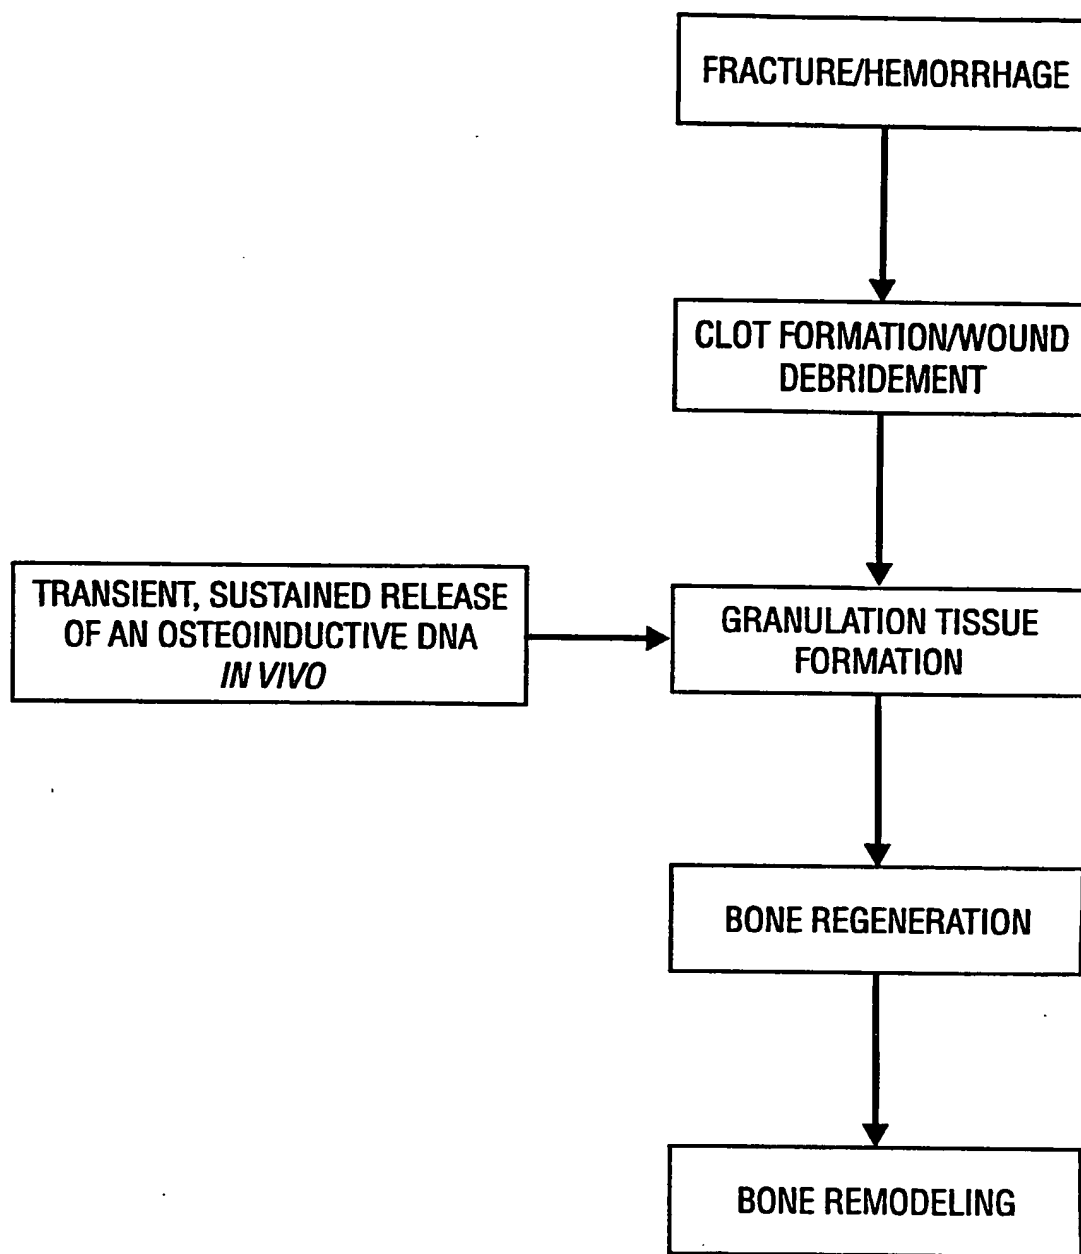 FRACTURE/HEMORRHAGE
CLOT FORMATION/WOUND
DEBRIDEMENT
TRANSIENT, SUSTAINED RELEASE
OF AN OSTEOINDUCTIVE DNA
IN VIVO
GRANULATION TISSUE
FORMATION
BONE REGENERATION
BONE REMODELING